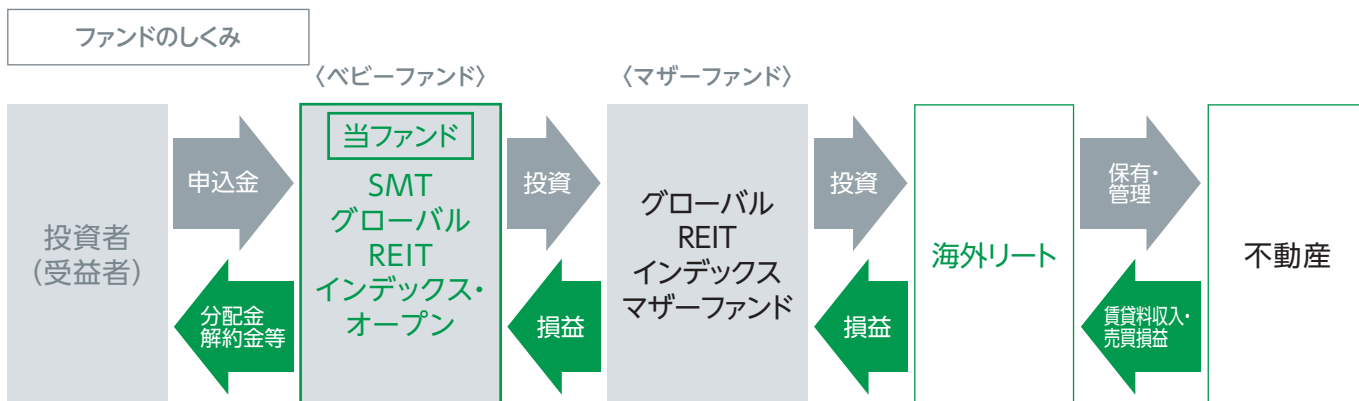 ファンドのしくみ
〈ベビーファンド〉
〈マザーファンド〉
投資者
(受益者)
申込金
分配金
解約金等
当ファンド
SMT
グローバル
REIT
インデックス・
オープン
投資
損益
グローバル
REIT
インデックス
マザーファンド
投資
損益
海外リート
保有・
管理
賃貸料収入・
売買損益
不動産